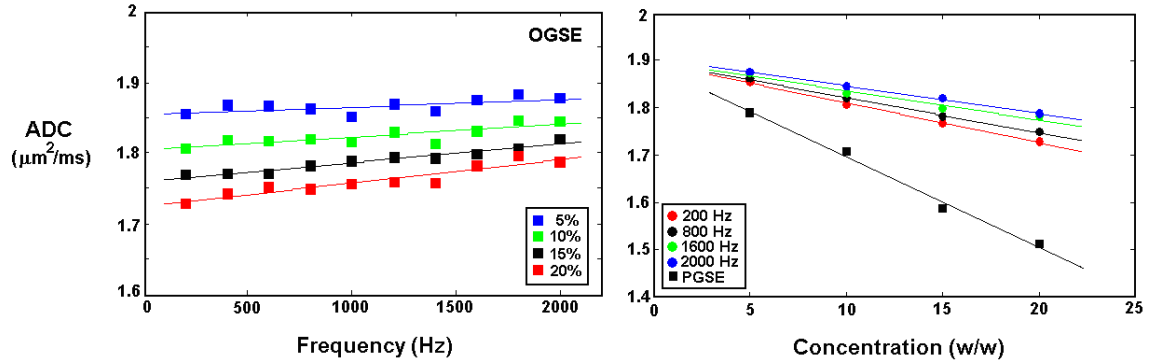 2
1.9
1.8
1.7
1.6
0
500
1000
1500
2000
OGSE
5%
10%
15%
20%
ADC
(μm²/ms)
Frequency (Hz)
2
1.9
1.8
1.7
1.6
1.5
1.4
0
5
10
15
20
25
200 Hz
800 Hz
1600 Hz
2000 Hz
PGSE
Concentration (w/w)